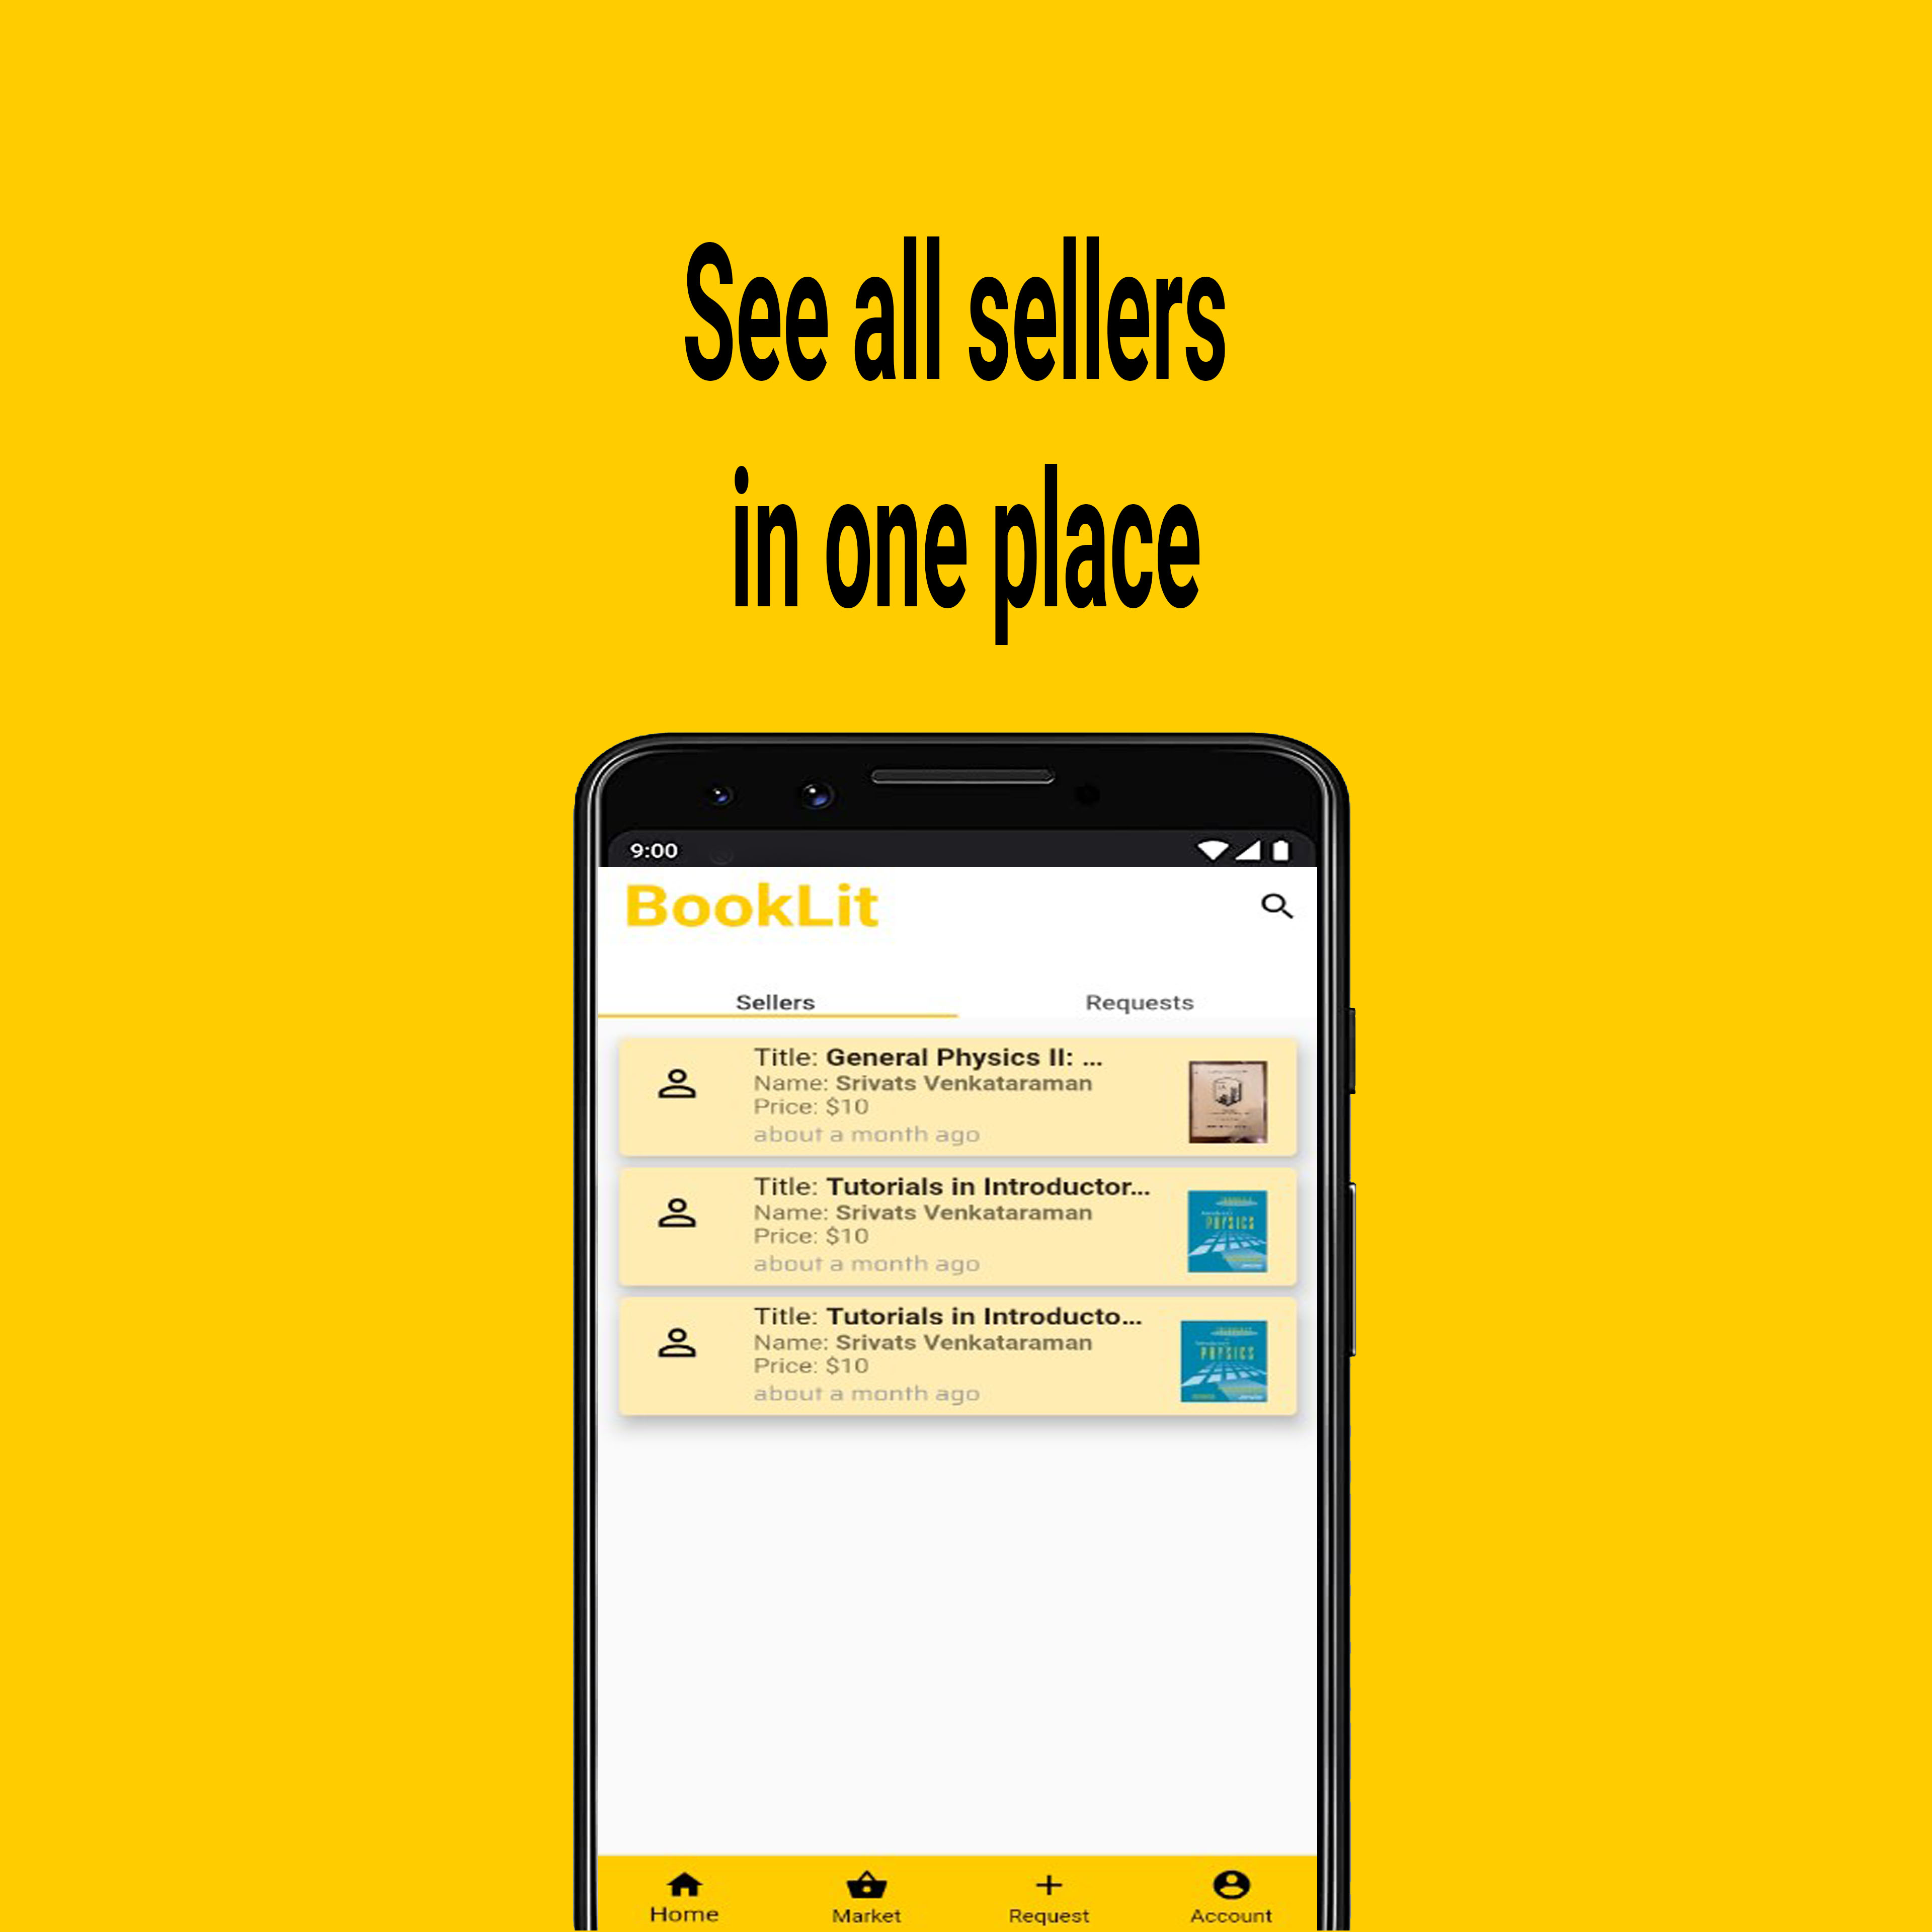 See all sellers
in one place
9:00
BookLit
Sellers Requests
Title: General Physics II: ...
Name: Srivats Venkataraman
Price: $10
about a month ago
Title: Tutorials in Introductor...
Name: Srivats Venkataraman
Price: $10
about a month ago
PHYSICS
Title: Tutorials in Introducto...
Name: Srivats Venkataraman
Price: $10
about a month ago
PHYSICS
Home Market Request Account